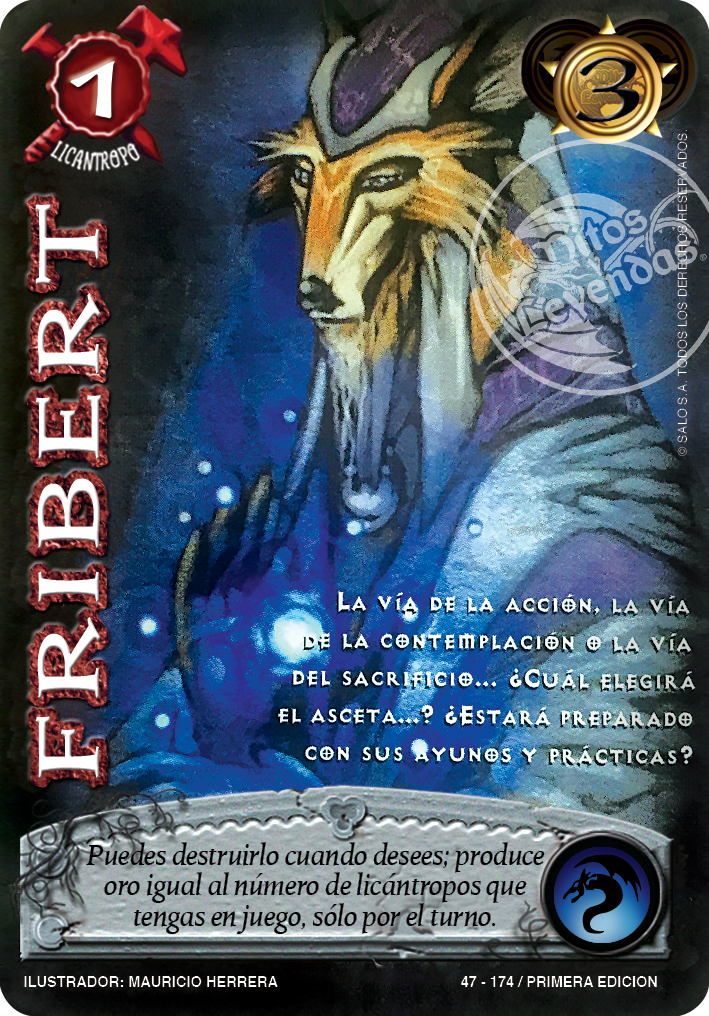 1
LICANTROPO
3
FRIBERT
Mitos
y
Leyendas
®
© SALO S.A. TODOS LOS DERECHOS RESERVADOS.
LA VÍA DE LA ACCIÓN, LA VÍA
DE LA CONTEMPLACIÓN O LA VÍA
DEL SACRIFICIO... ¿CUÁL ELEGIRÁ
EL ASCETA...? ¿ESTARÁ PREPARADO
CON SUS AYUNOS Y PRÁCTICAS?
Puedes destruirlo cuando desees; produce
oro igual al número de licántropos que
tengas en juego, sólo por el turno.
ILUSTRADOR: MAURICIO HERRERA
47 - 174 / PRIMERA EDICION